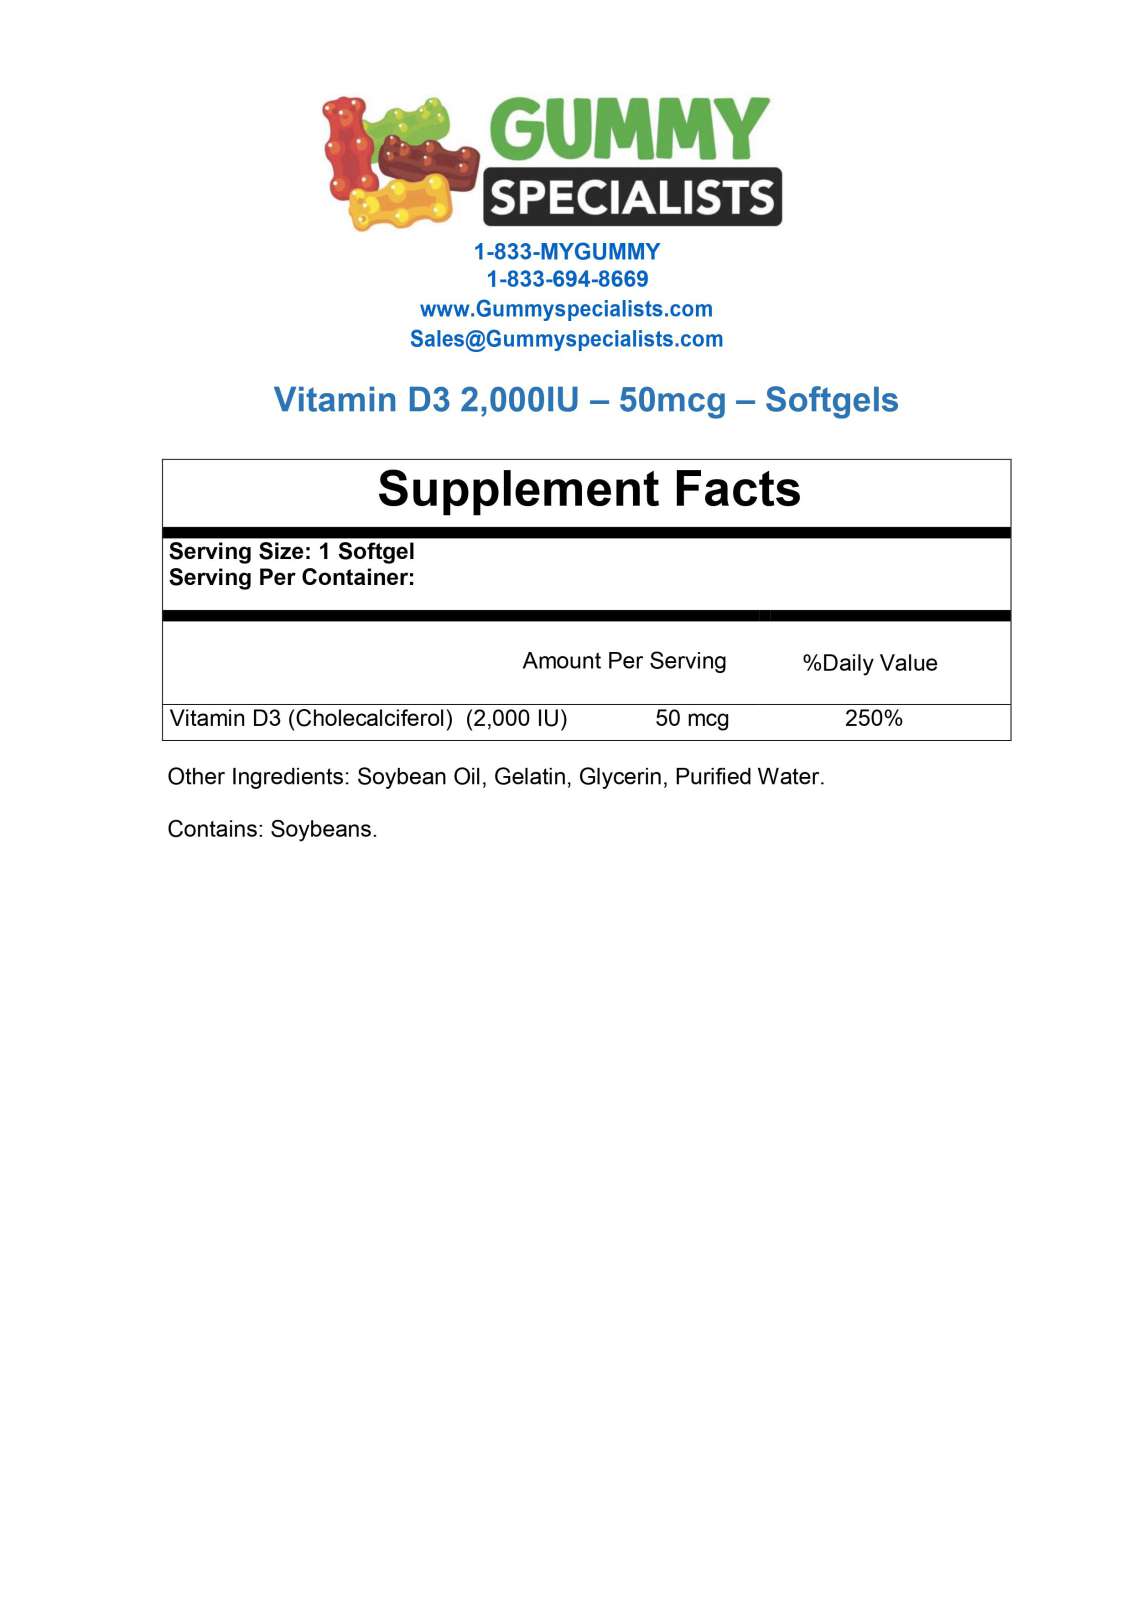 GUMMY
SPECIALISTS
1-833-MYGUMMY
1-833-694-8669
www.Gummyspecialists.com
Sales@Gummyspecialists.com
Vitamin D3 2,000IU – 50mcg – Softgels
Supplement Facts
Serving Size: 1 Softgel
Serving Per Container:
Amount Per Serving %Daily Value
Vitamin D3 (Cholecalciferol) (2,000 IU) 50 mcg 250%
Other Ingredients: Soybean Oil, Gelatin, Glycerin, Purified Water.
Contains: Soybeans.